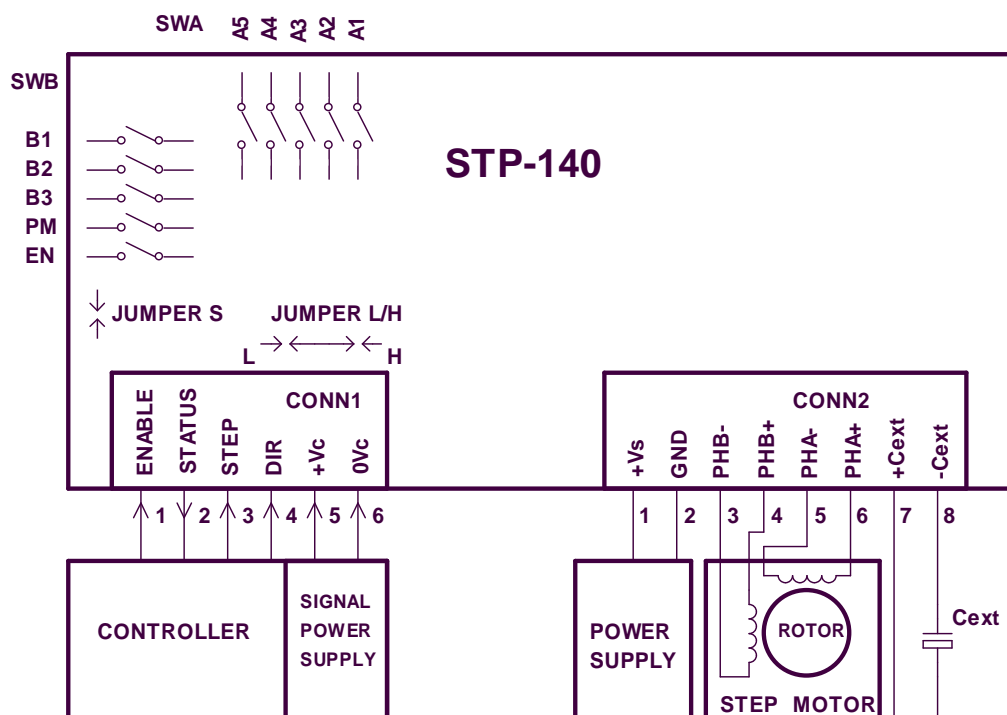 SWA A5 A4 A3 A2 A1
SWB
B1
B2
B3
PM
EN
STP-140
JUMPER S JUMPER L/H
L H
CONN1
ENABLE STATUS STEP DIR +Vc 0Vc
CONN2
+Vs GND PHB- PHB+ PHA- PHA+ +Cext -Cext
1 2 3 4 5 6
1 2 3 4 5 6 7 8
CONTROLLER
SIGNAL
POWER
SUPPLY
POWER
SUPPLY
ROTOR
STEP MOTOR
Cext